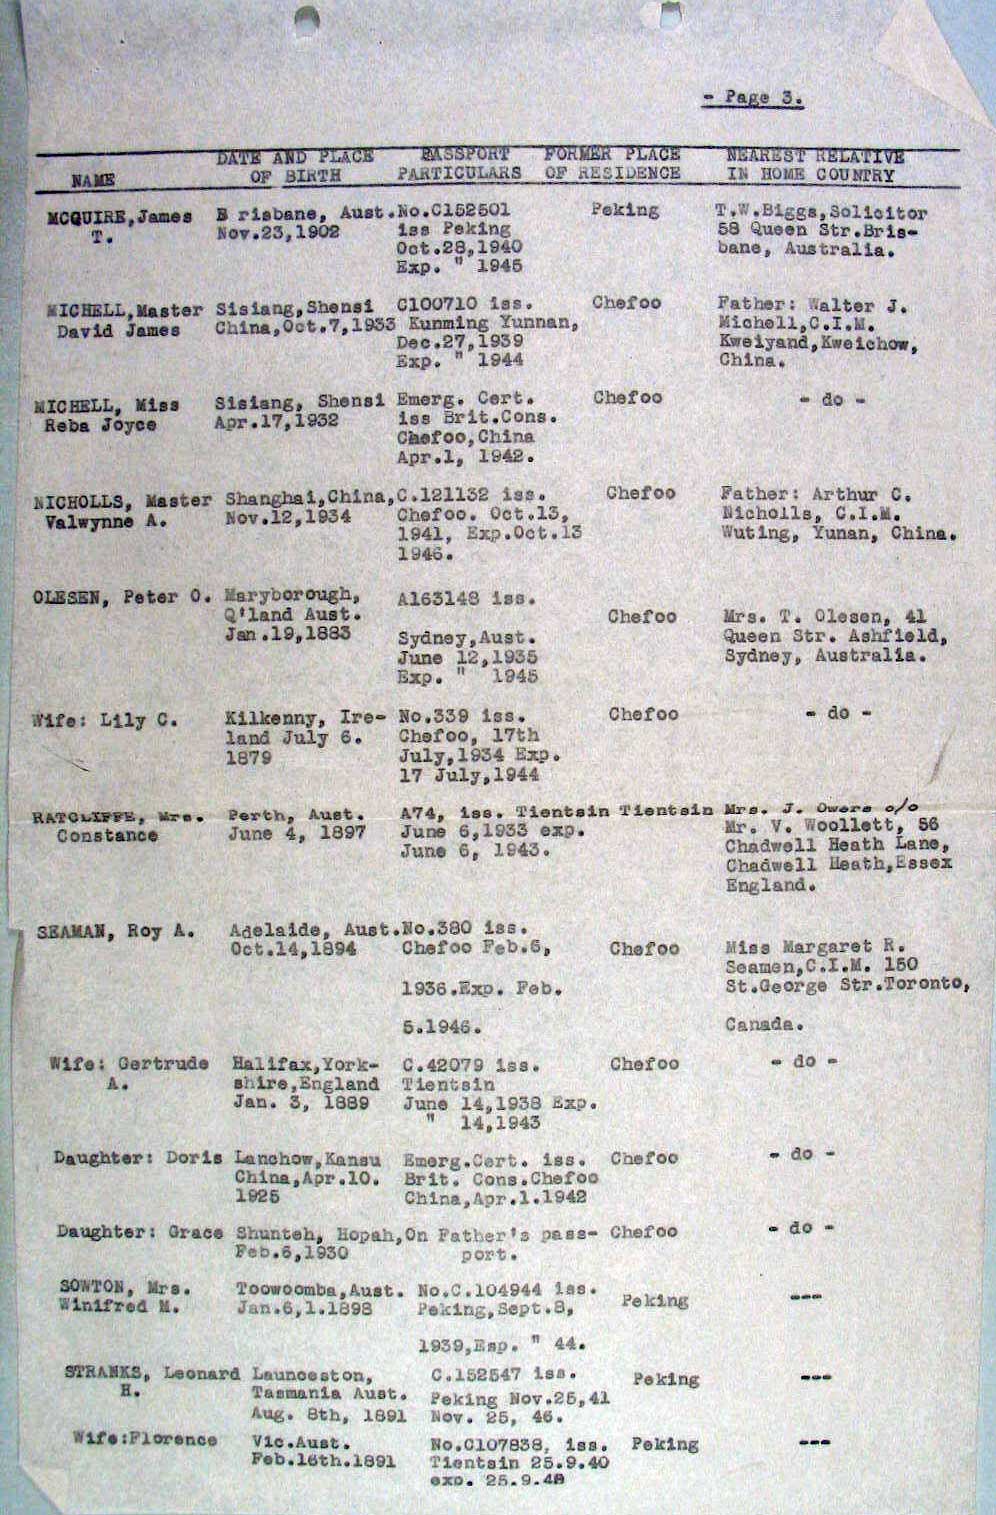 - Page 3.
NAME DATE AND PLACE OF BIRTH PASSPORT PARTICULARS FORMER PLACE OF RESIDENCE NEAREST RELATIVE IN HOME COUNTRY
MCQUIRE,James B risbane, Aust.No.C152501 Peking T.W.Biggs,Solicitor
T. Nov.23,1902 iss Peking 58 Queen Str.Bris-
Oct.28,1940 bane, Australia.
Exp. " 1945
MICHELL,Master Sisiang,Shensi C100710 iss. Chefoo Father: Walter J.
David James China,Oct.7,1933 Kunming Yunnan, Michell,C.I.M.
Dec.27,1939 Kweiyand,Kweichow,
Exp. " 1944 China.
MICHELL, Miss Sisiang, Shensi Emerg. Cert. Chefoo - do -
Reba Joyce Apr.17,1932 iss Brit.Cons.
Chefoo,China
Apr.1, 1942.
NICHOLLS, Master Shanghai,China,C.121132 iss. Chefoo Father: Arthur C.
Valwynne A. Nov.12,1934 Chefoo. Oct.13, Nicholls, C.I.M.
1941, Exp.Oct.13 Wuting, Yunan, China.
1946.
OLESEN, Peter O. Maryborough, A163148 iss.
Q'land Aust. Chefoo Mrs. T. Olesen, 41
Jan.19,1883 Sydney,Aust. Queen Str. Ashfield,
June 12,1935 Sydney, Australia.
Exp. " 1945
Wife: Lily C. Kilkenny, Ire- No.339 iss. Chefoo - do -
land July 6. Chefoo, 17th
1879 July,1934 Exp.
17 July,1944
RATCLIFFE, Mrs. Perth, Aust. A74, iss. Tientsin Tientsin Mrs. J. Owers c/o
Constance June 4, 1897 June 6,1933 exp. Mr. V. Woollett, 56
June 6, 1943. Chadwell Heath Lane,
Chadwell Heath,Essex
England.
SEAMAN, Roy A. Adelaide, Aust.No.380 iss.
Oct.14,1894 Chefoo Feb.5, Chefoo Miss Margaret R.
Seamen,C.I.M. 150
1936.Exp. Feb. St.George Str.Toronto,
5.1946. Canada.
Wife: Gertrude Halifax,York- C.42079 iss. Chefoo - do -
A. shire,England Tientsin
Jan. 3, 1889 June 14,1938 Exp.
" 14,1943
Daughter: Doris Lanchow,Kansu Emerg.Cert. iss. Chefoo - do -
China,Apr.10. Brit. Cons.Chefoo
1925 China,Apr.1.1942
Daughter: Grace Shunteh, Hopah,On Father's pass- Chefoo - do -
Feb.6,1930 port.
SOWTON, Mrs. Toowoomba,Aust. No.C.104944 iss.
Winifred M. Jan.6,1.1898 Peking,Sept.8, Peking ---
1939,Esp. " 44.
STRANKS, Leonard Launceston, C.152547 iss. Peking ---
H. Tasmania Aust. Peking Nov.25,41
Aug. 8th, 1891 Nov. 25, 46.
Wife:Florence Vic.Aust. No.C107838, iss. Peking ---
Feb.16th.1891 Tientsin 25.9.40
exp. 25.9.45